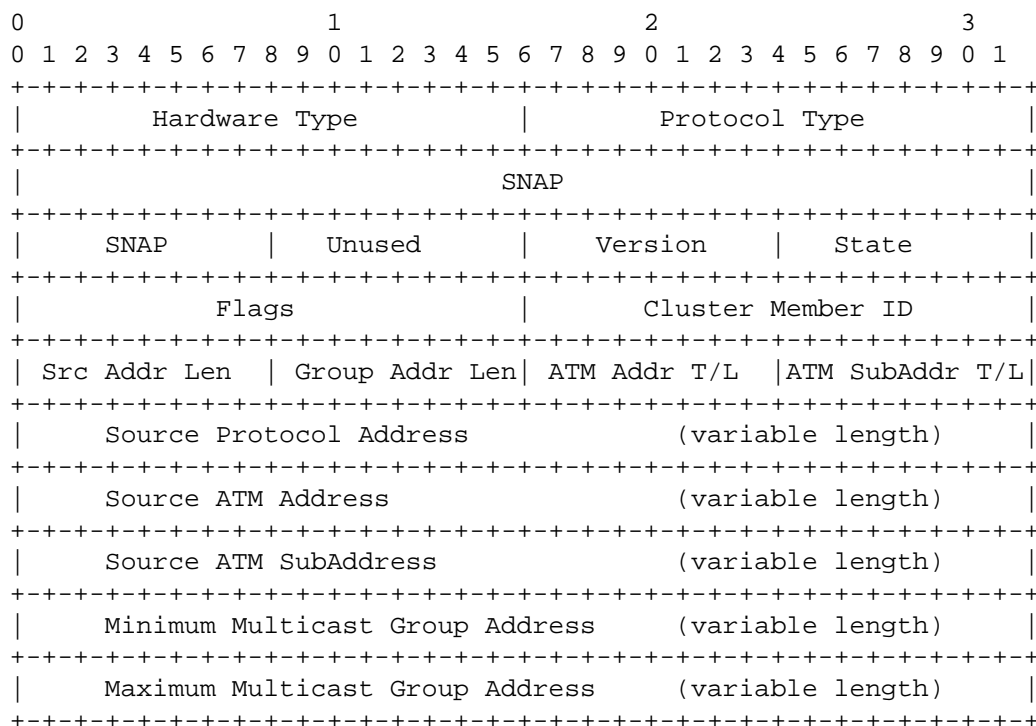 0                   1                   2                   3
0 1 2 3 4 5 6 7 8 9 0 1 2 3 4 5 6 7 8 9 0 1 2 3 4 5 6 7 8 9 0 1
+-+-+-+-+-+-+-+-+-+-+-+-+-+-+-+-+-+-+-+-+-+-+-+-+-+-+-+-+-+-+-+-+
|        Hardware Type          |        Protocol Type          |
+-+-+-+-+-+-+-+-+-+-+-+-+-+-+-+-+-+-+-+-+-+-+-+-+-+-+-+-+-+-+-+-+
|                              SNAP                             |
+-+-+-+-+-+-+-+-+-+-+-+-+-+-+-+-+-+-+-+-+-+-+-+-+-+-+-+-+-+-+-+-+
|     SNAP      |   Unused      |    Version    |   State       |
+-+-+-+-+-+-+-+-+-+-+-+-+-+-+-+-+-+-+-+-+-+-+-+-+-+-+-+-+-+-+-+-+
|            Flags              |       Cluster Member ID       |
+-+-+-+-+-+-+-+-+-+-+-+-+-+-+-+-+-+-+-+-+-+-+-+-+-+-+-+-+-+-+-+-+
| Src Addr Len  | Group Addr Len| ATM Addr T/L  |ATM SubAddr T/L|
+-+-+-+-+-+-+-+-+-+-+-+-+-+-+-+-+-+-+-+-+-+-+-+-+-+-+-+-+-+-+-+-+
|     Source Protocol Address             (variable length)     |
+-+-+-+-+-+-+-+-+-+-+-+-+-+-+-+-+-+-+-+-+-+-+-+-+-+-+-+-+-+-+-+-+
|     Source ATM Address                  (variable length)     |
+-+-+-+-+-+-+-+-+-+-+-+-+-+-+-+-+-+-+-+-+-+-+-+-+-+-+-+-+-+-+-+-+
|     Source ATM SubAddress               (variable length)     |
+-+-+-+-+-+-+-+-+-+-+-+-+-+-+-+-+-+-+-+-+-+-+-+-+-+-+-+-+-+-+-+-+
|     Minimum Multicast Group Address     (variable length)     |
+-+-+-+-+-+-+-+-+-+-+-+-+-+-+-+-+-+-+-+-+-+-+-+-+-+-+-+-+-+-+-+-+
|     Maximum Multicast Group Address     (variable length)     |
+-+-+-+-+-+-+-+-+-+-+-+-+-+-+-+-+-+-+-+-+-+-+-+-+-+-+-+-+-+-+-+-+